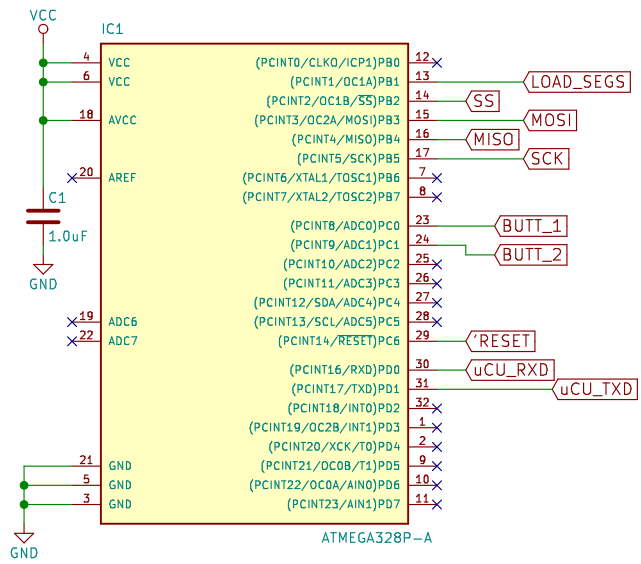 VCC
IC1
4 VCC (PCINT0/CLKO/ICP1)PB0 12
6 VCC (PCINT1/OC1A)PB1 13 LOAD_SEGS
(PCINT2/OC1B/SS)PB2 14 SS
18 AVCC (PCINT3/OC2A/MOSI)PB3 15 MOSI
(PCINT4/MISO)PB4 16 MISO
(PCINT5/SCK)PB5 17 SCK
20 AREF (PCINT6/XTAL1/TOSC1)PB6 7
(PCINT7/XTAL2/TOSC2)PB7 8
C1
1.0uF
GND
(PCINT8/ADC0)PC0 23 BUTT_1
(PCINT9/ADC1)PC1 24 BUTT_2
(PCINT10/ADC2)PC2 25
(PCINT11/ADC3)PC3 26
(PCINT12/SDA/ADC4)PC4 27
19 ADC6 (PCINT13/SCL/ADC5)PC5 28
22 ADC7 (PCINT14/RESET)PC6 29 'RESET
(PCINT16/RXD)PD0 30 uCU_RXD
(PCINT17/TXD)PD1 31 uCU_TXD
(PCINT18/INT0)PD2 32
(PCINT19/OC2B/INT1)PD3 1
(PCINT20/XCK/T0)PD4 2
21 GND (PCINT21/OC0B/T1)PD5 9
5 GND (PCINT22/OC0A/AIN0)PD6 10
3 GND (PCINT23/AIN1)PD7 11
GND
ATMEGA328P-A